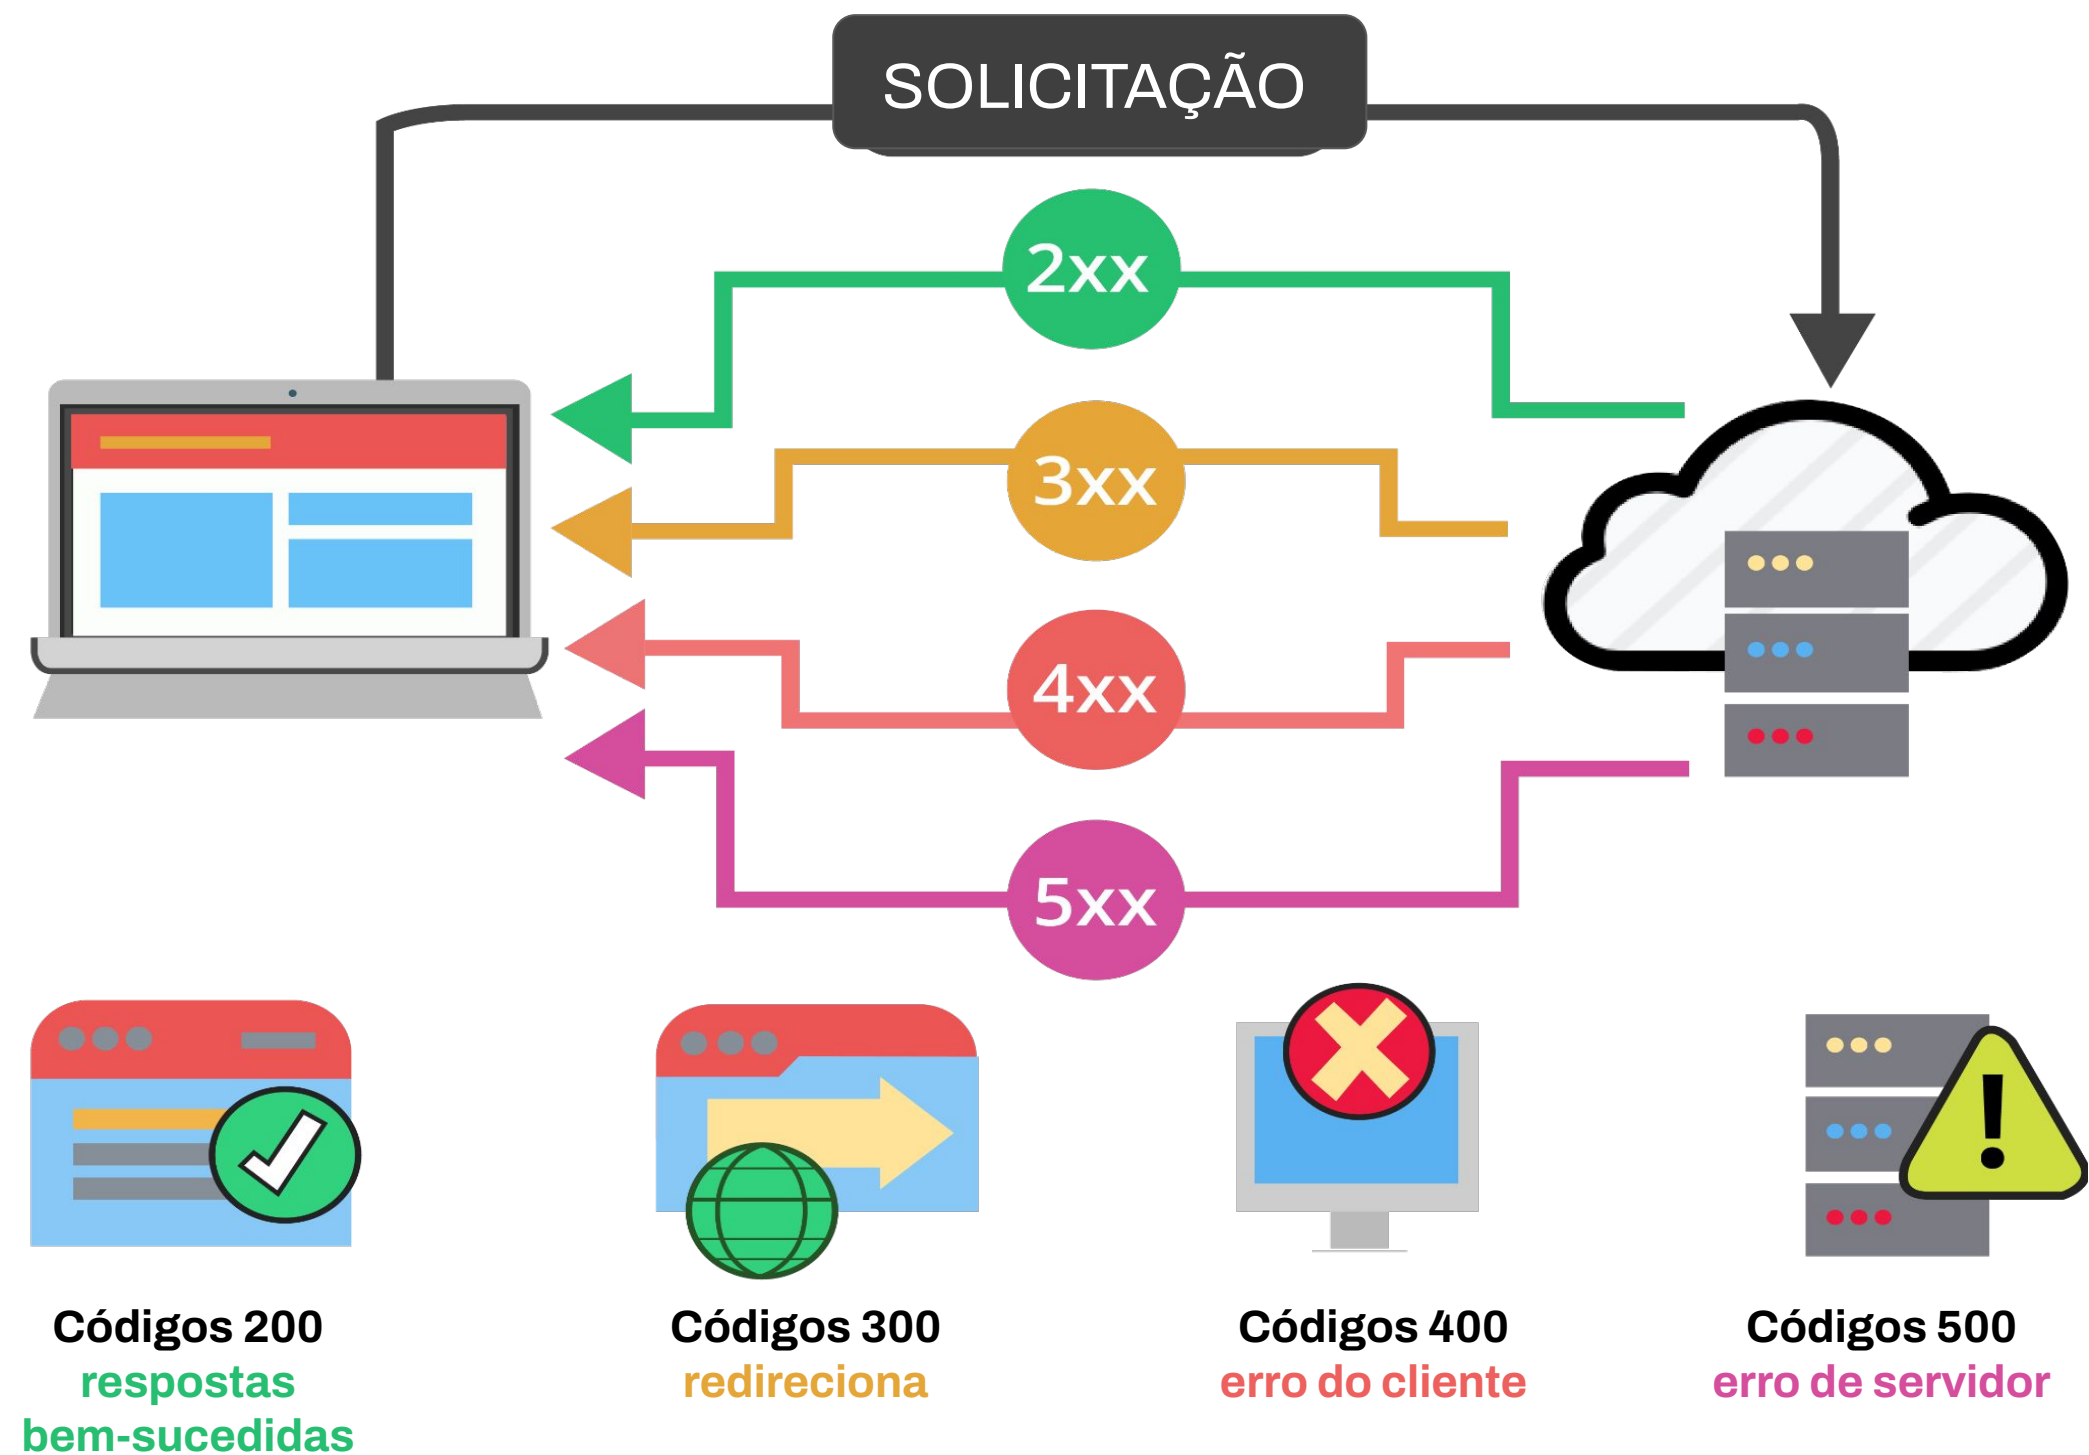 SOLICITAÇÃO
2xx
3xx
4xx
5xx
Códigos 200
respostas
bem-sucedidas
Códigos 300
redireciona
Códigos 400
erro do cliente
Códigos 500
erro de servidor